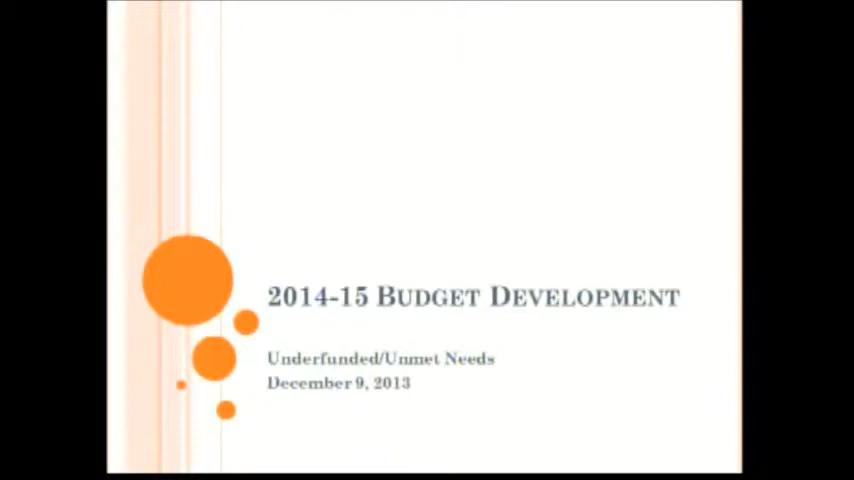 2014-15 BUDGET DEVELOPMENT
Underfunded/Unmet Needs
December 9, 2013